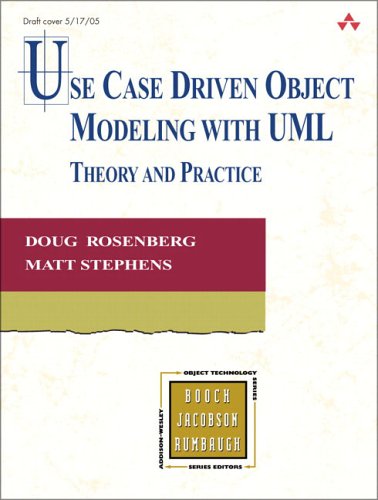 Draft cover 5/17/05
USE CASE DRIVEN OBJECT
MODELING WITH UML
THEORY AND PRACTICE
DOUG ROSENBERG
MATT STEPHENS
OBJECT TECHNOLOGY
ADDISON-WESLEY
BOOCH
JACOBSON
RUMBAUGH
SERIES
SERIES EDITORS